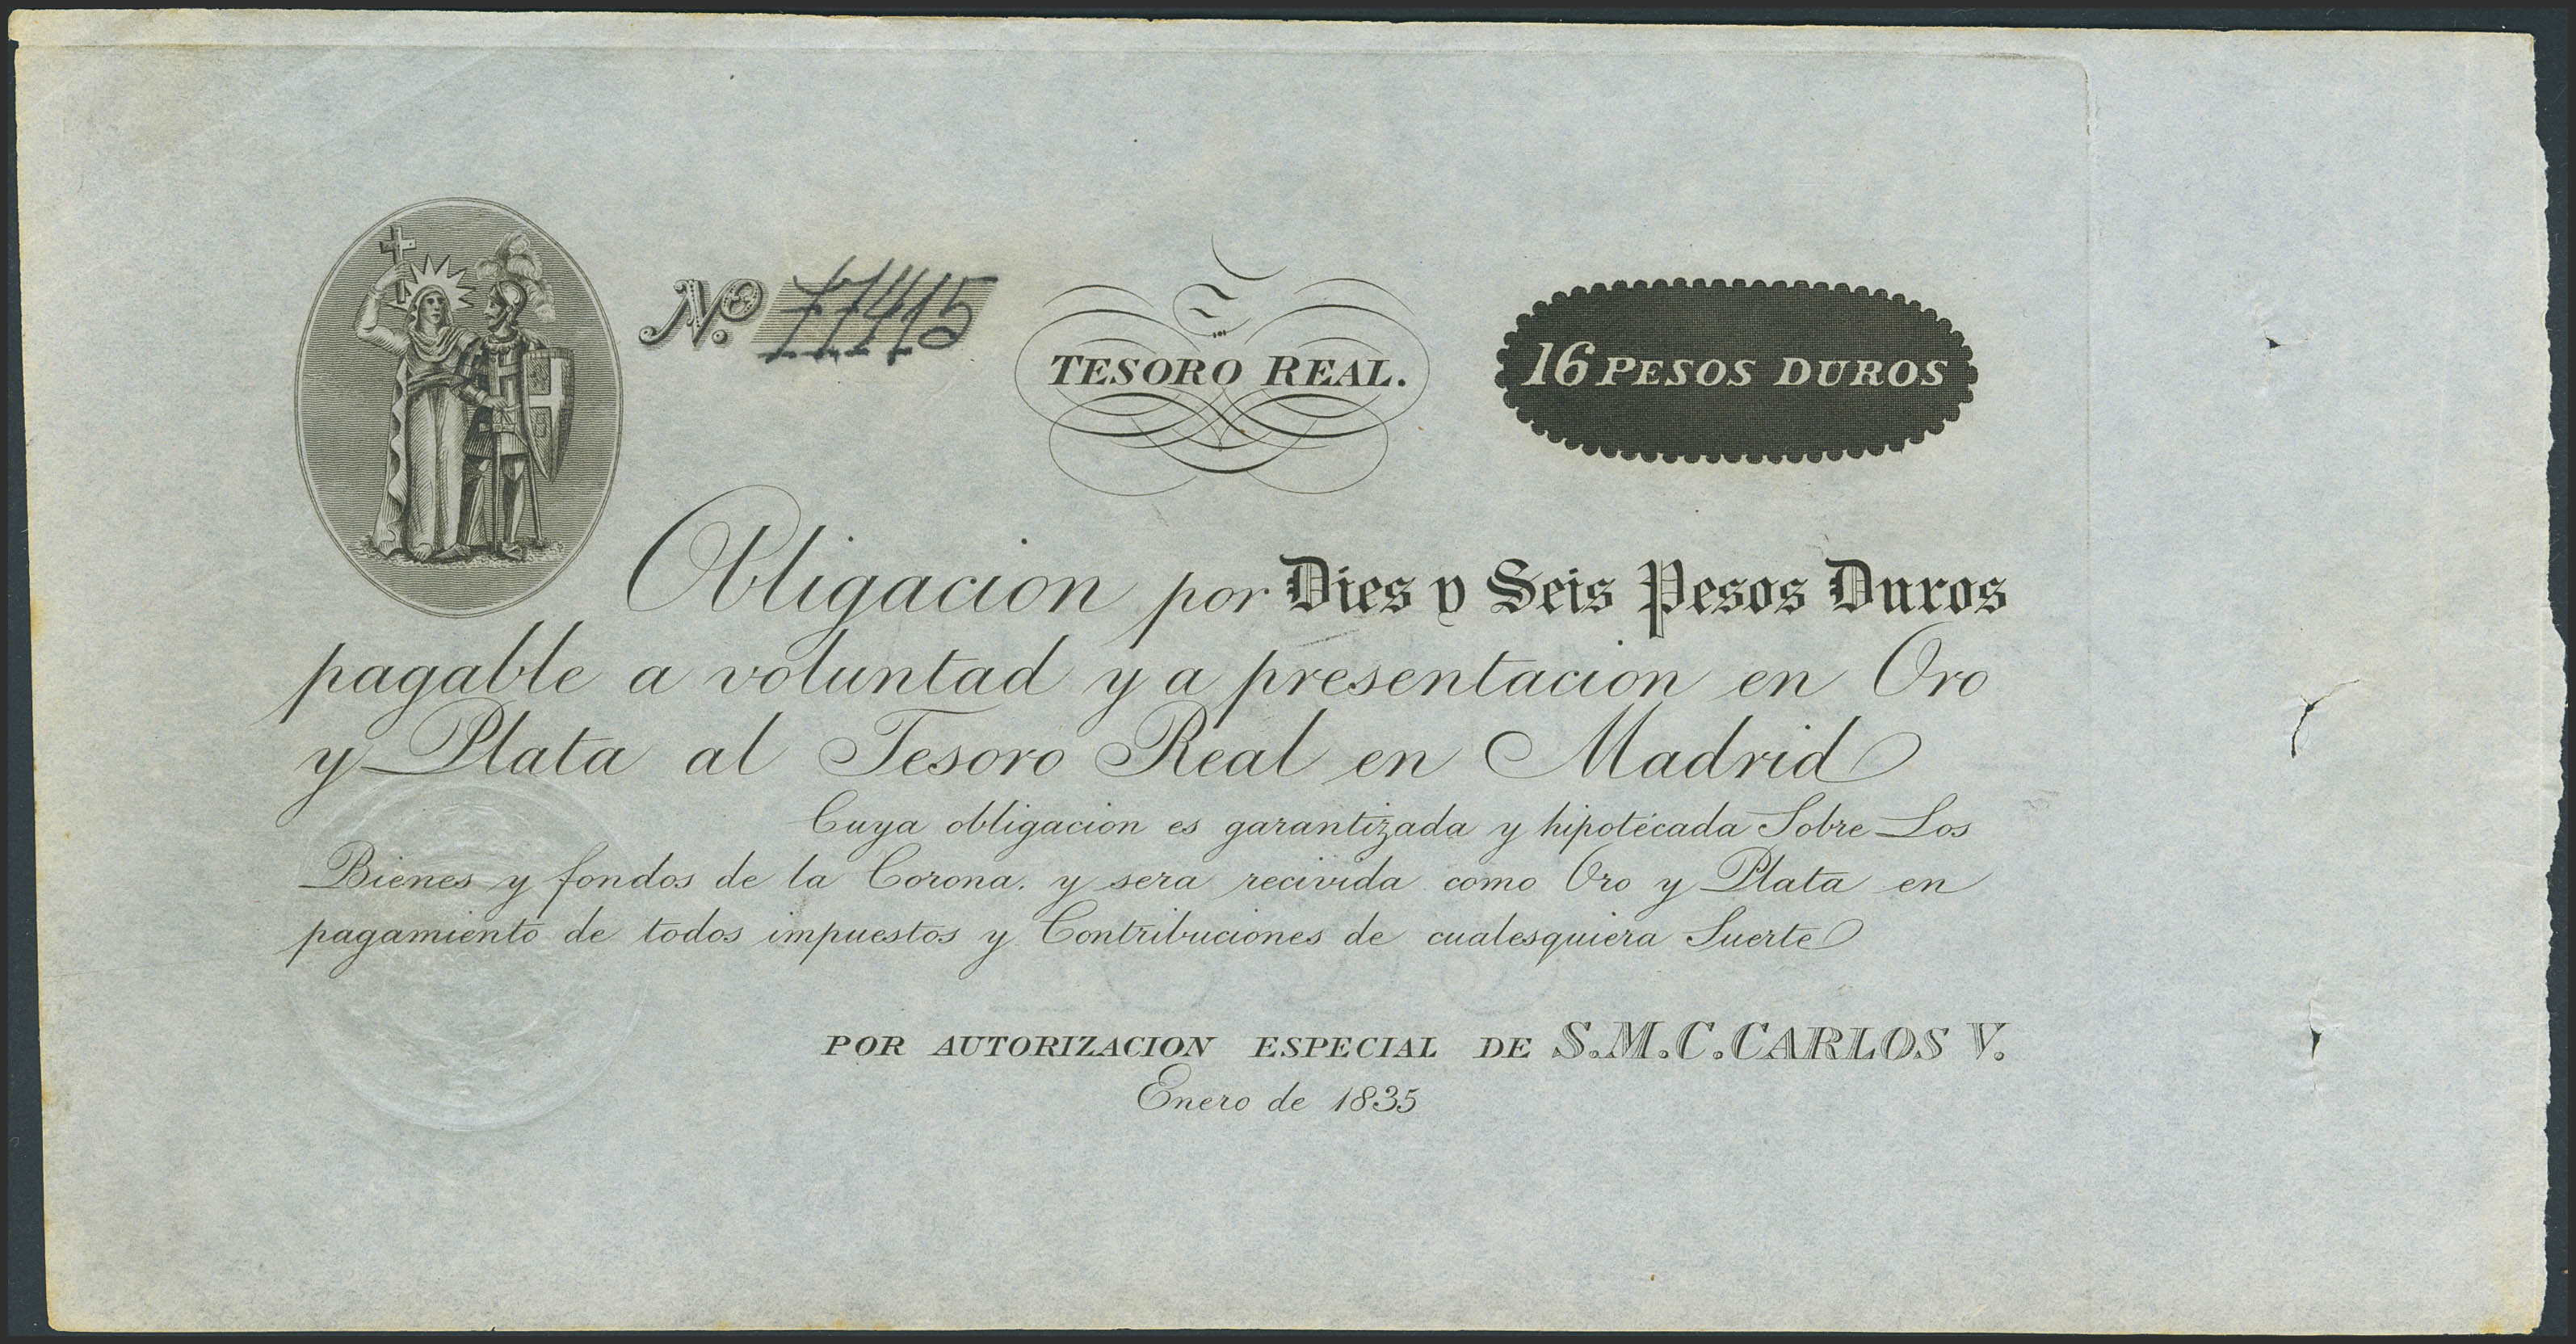 Nº. 77415
TESORO REAL.
16 PESOS DUROS
Obligacion por Dies y Seis Pesos Duros
pagable a voluntad y a presentacion en Oro
y Plata al Tesoro Real en Madrid
Cuya obligacion es garantizada y hipotécada Sobre Los
Bienes y fondos de la Corona. y sera recivida como Oro y Plata en
pagamiento de todos impuestos y Contribuciones de cualesquiera Suerte
POR AUTORIZACION ESPECIAL DE S.M.C. CARLOS V.
Enero de 1835